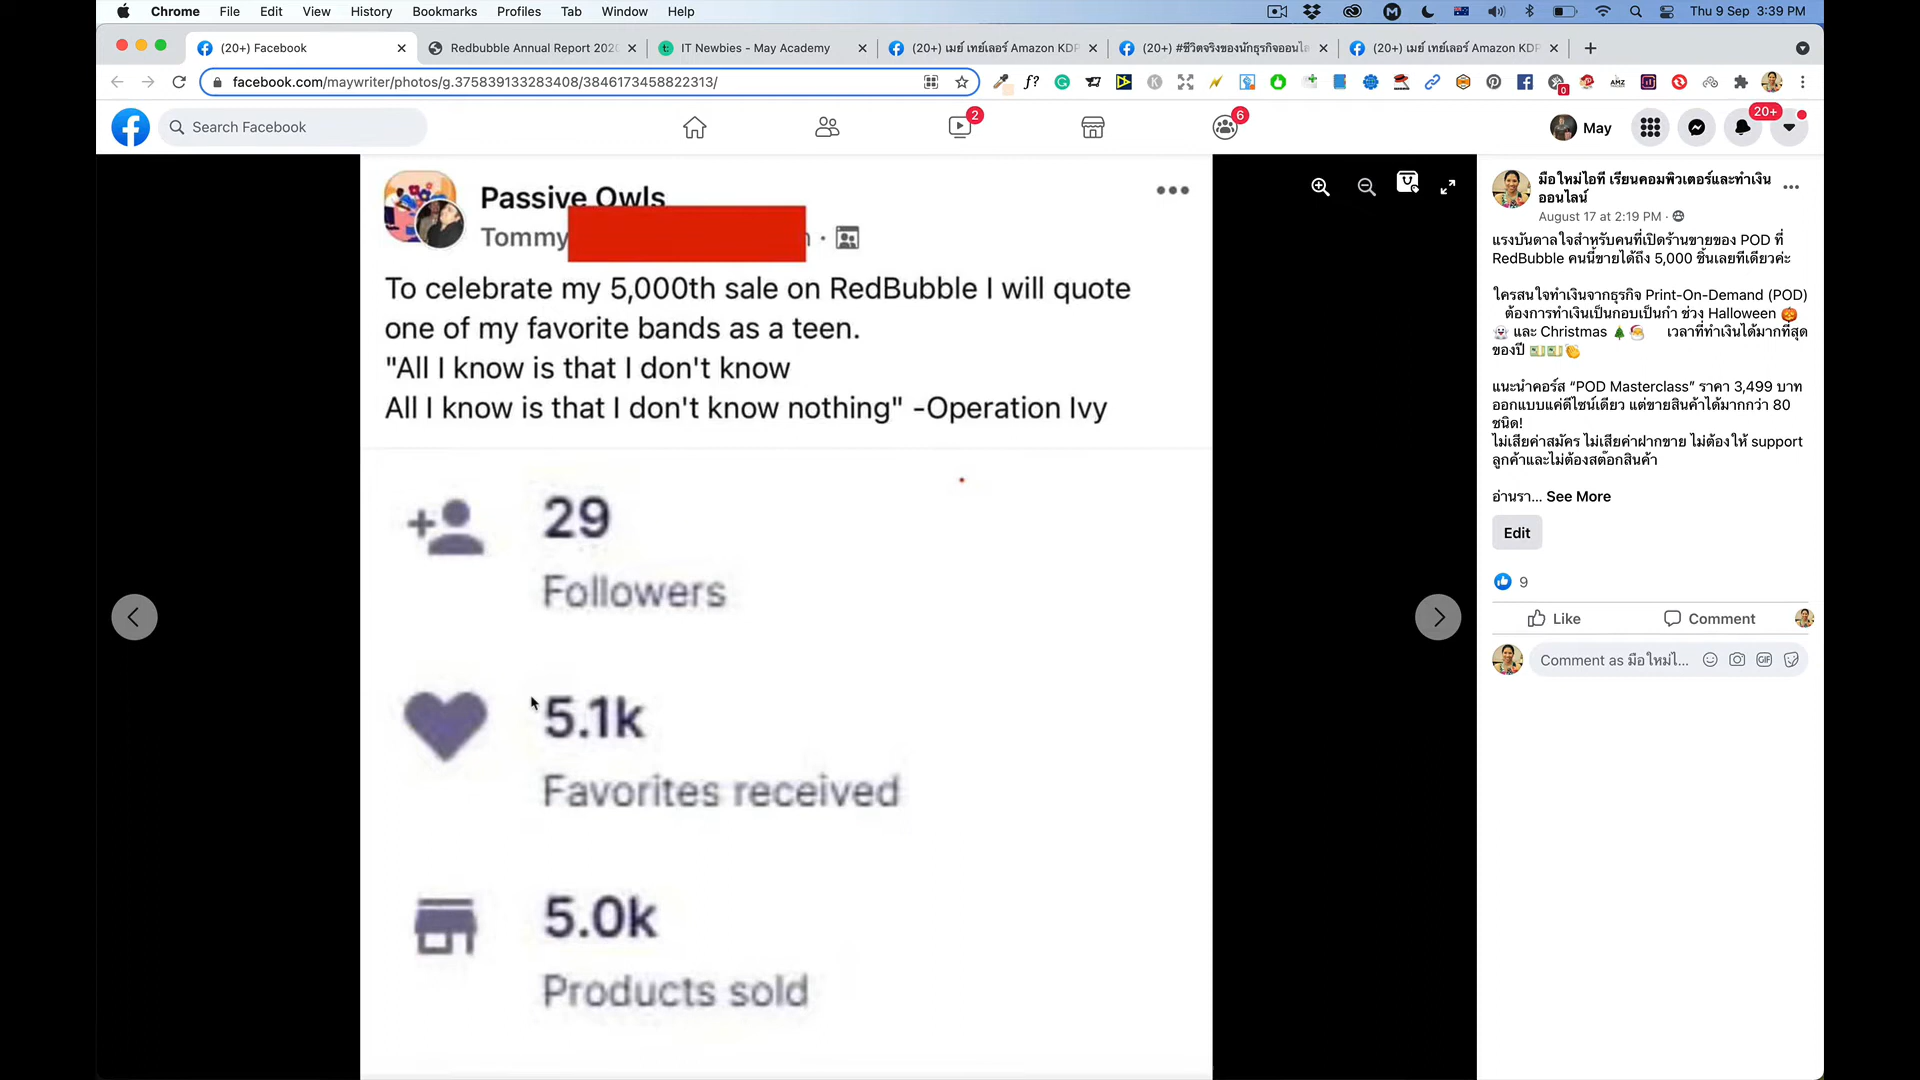 Chrome File Edit View History Bookmarks Profiles Tab Window Help
Thu 9 Sep 3:39 PM
(20+) Facebook
Redbubble Annual Report 202
IT Newbies - May Academy
(20+) เมย์ เทย์เลอร์ Amazon KDP
(20+) #ชีวิตจริงของนักธุรกิจออนไล
(20+) เมย์ เทย์เลอร์ Amazon KDP
facebook.com/maywriter/photos/g.375839133283408/3846173458822313/
Search Facebook
2
6
May
20+
Passive Owls
Tommy
To celebrate my 5,000th sale on RedBubble I will quote
one of my favorite bands as a teen.
"All I know is that I don't know
All I know is that I don't know nothing" -Operation Ivy
29
Followers
5.1k
Favorites received
5.0k
Products sold
มือใหม่ไอที เรียนคอมพิวเตอร์และทำเงิน
ออนไลน์
August 17 at 2:19 PM ·
แรงบันดาลใจสำหรับคนที่เปิดร้านขายของ POD ที่
RedBubble คนนี้ขายได้ถึง 5,000 ชิ้นเลยทีเดียวค่ะ
ใครสนใจทำเงินจากธุรกิจ Print-On-Demand (POD)
ต้องการทำเงินเป็นกอบเป็นกำ ช่วง Halloween 🎃
👻 และ Christmas 🎄🎅 เวลาที่ทำเงินได้มากที่สุด
ของปี 💵💵👏
แนะนำคอร์ส “POD Masterclass” ราคา 3,499 บาท
ออกแบบแค่ดีไซน์เดียว แต่ขายสินค้าได้มากกว่า 80
ชนิด!
ไม่เสียค่าสมัคร ไม่เสียค่าฝากขาย ไม่ต้องให้ support
ลูกค้าและไม่ต้องสต๊อกสินค้า
อ่านรา... See More
Edit
9
Like Comment
Comment as มือใหม่ไ...
GIF